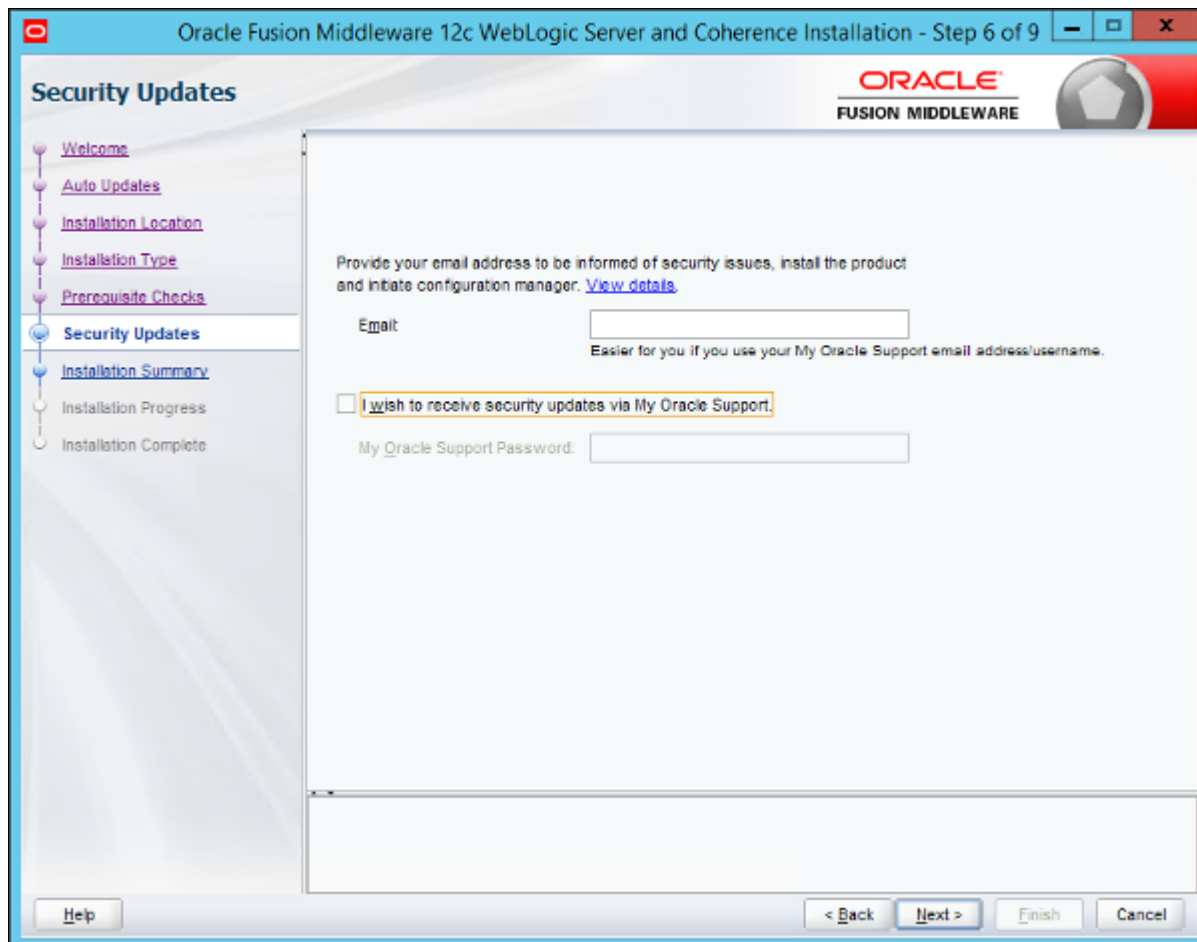 Oracle Fusion Middleware 12c WebLogic Server and Coherence Installation - Step 6 of 9
Security Updates
ORACLE
FUSION MIDDLEWARE
Welcome
Auto Updates
Installation Location
Installation Type
Prerequisite Checks
Security Updates
Installation Summary
Installation Progress
Installation Complete
Provide your email address to be informed of security issues, install the product
and initiate configuration manager. View details.
Email:
Easier for you if you use your My Oracle Support email address/username.
I wish to receive security updates via My Oracle Support.
My Oracle Support Password:
Help
< Back
Next >
Finish
Cancel